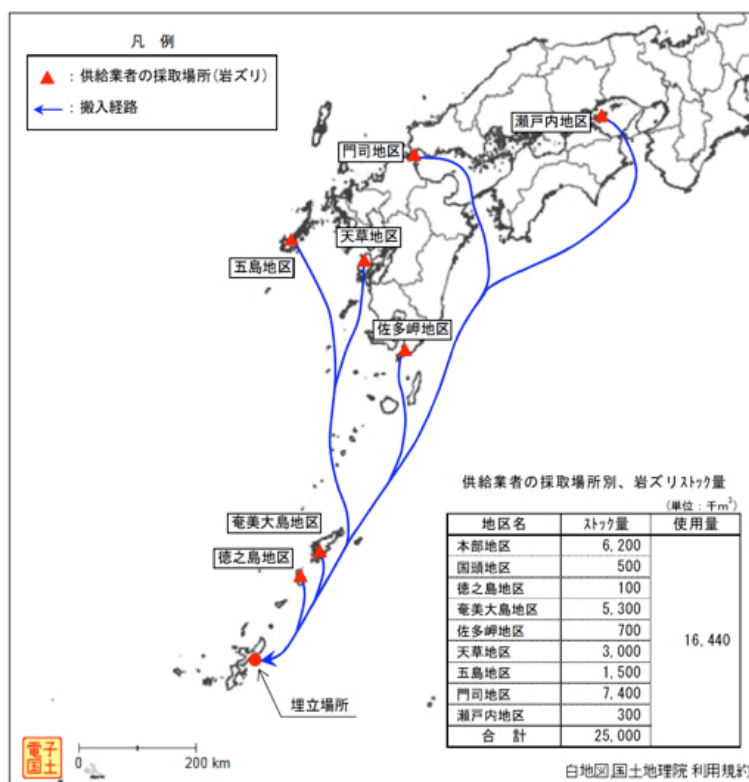 凡 例
▲ : 供給業者の採取場所(岩ズリ)
← : 搬入経路
瀬戸内地区
門司地区
天草地区
五島地区
佐多岬地区
奄美大島地区
徳之島地区
埋立場所
供給業者の採取場所別、岩ズリストック量
(単位:千m³)
地区名 ストック量 使用量
本部地区 6,200
国頭地区 500
徳之島地区 100
奄美大島地区 5,300
佐多岬地区 700
天草地区 3,000
五島地区 1,500
門司地区 7,400
瀬戸内地区 300
合 計 25,000
16,440
電子国土
0 200 km
白地図 国土地理院 利用規約